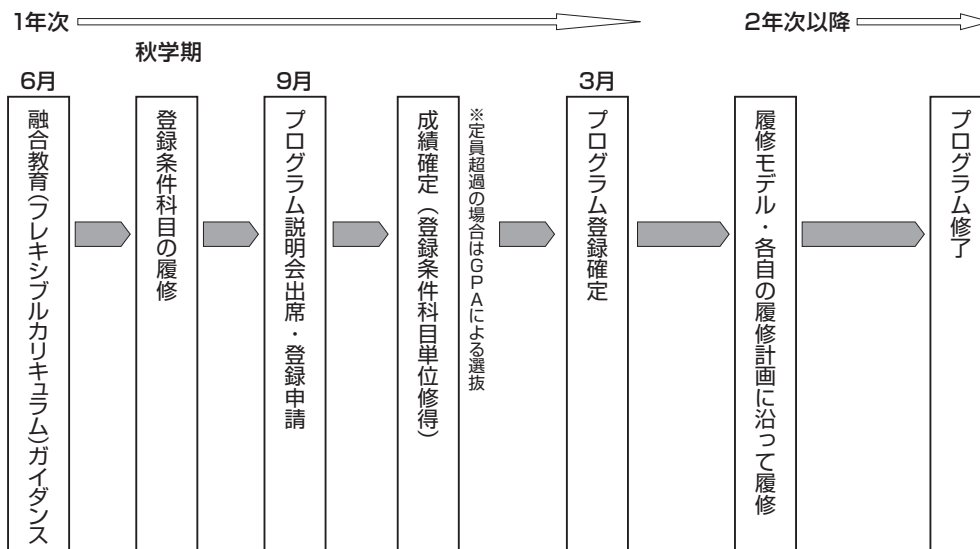 1年次
2年次以降
秋学期
6月
9月
3月
融合教育(フレキシブルカリキュラム)ガイダンス
登録条件科目の履修
プログラム説明会出席・登録申請
成績確定(登録条件科目単位修得)
※定員超過の場合はGPAによる選抜
プログラム登録確定
履修モデル・各自の履修計画に沿って履修
プログラム修了